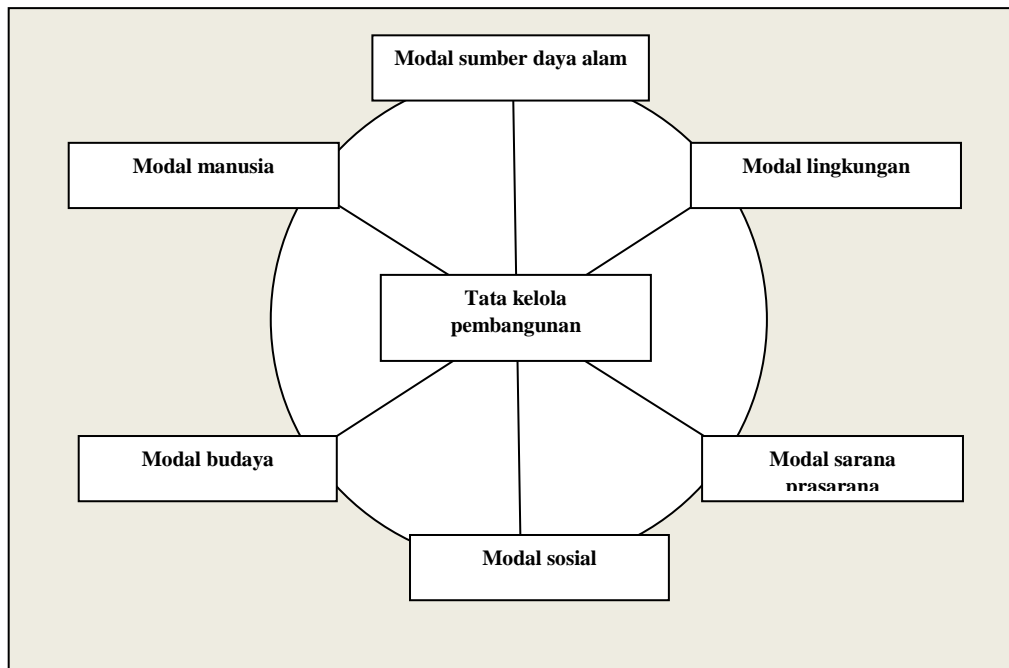 Modal sumber daya alam
Modal manusia
Modal lingkungan
Tata kelola
pembangunan
Modal budaya
Modal sarana
prasarana
Modal sosial